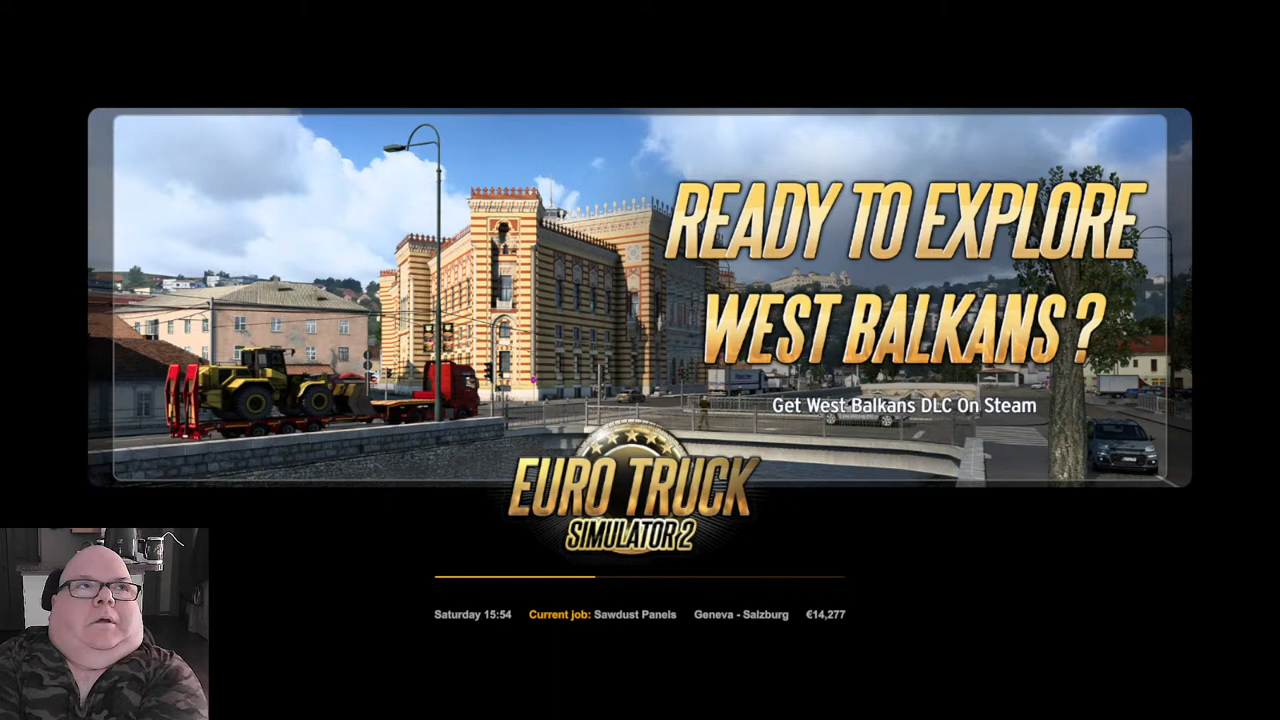 READY TO EXPLORE
WEST BALKANS ?
Get West Balkans DLC On Steam
EURO TRUCK
SIMULATOR 2
Saturday 15:54 Current job: Sawdust Panels Geneva - Salzburg €14,277